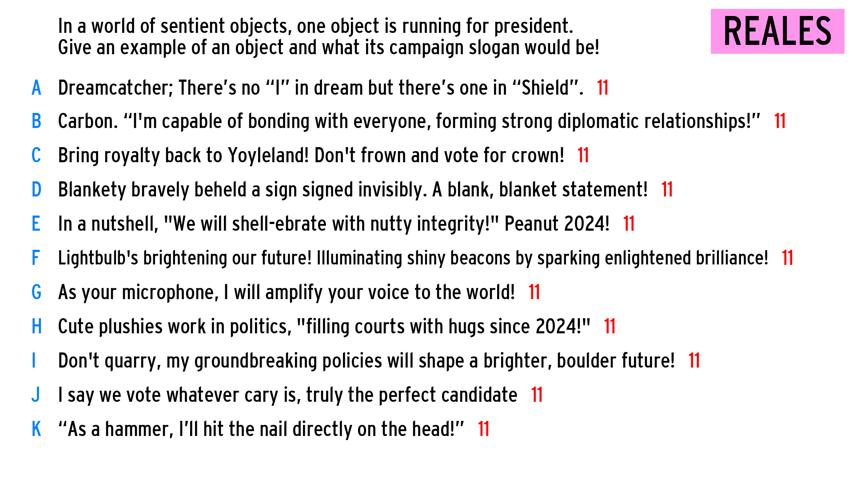 In a world of sentient objects, one object is running for president.
Give an example of an object and what its campaign slogan would be!
REALES
A Dreamcatcher; There's no “I” in dream but there's one in “Shield”. 11
B Carbon. “I'm capable of bonding with everyone, forming strong diplomatic relationships!” 11
C Bring royalty back to Yoyleland! Don't frown and vote for crown! 11
D Blankety bravely beheld a sign signed invisibly. A blank, blanket statement! 11
E In a nutshell, "We will shell-ebrate with nutty integrity!" Peanut 2024! 11
F Lightbulb's brightening our future! Illuminating shiny beacons by sparking enlightened brilliance! 11
G As your microphone, I will amplify your voice to the world! 11
H Cute plushies work in politics, "filling courts with hugs since 2024!" 11
I Don't quarry, my groundbreaking policies will shape a brighter, boulder future! 11
J I say we vote whatever cary is, truly the perfect candidate 11
K “As a hammer, I'll hit the nail directly on the head!” 11